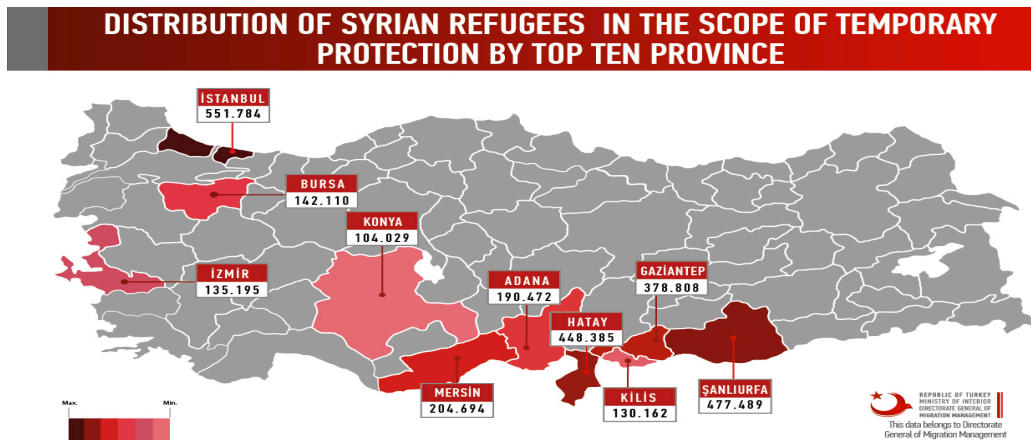 DISTRIBUTION OF SYRIAN REFUGEES IN THE SCOPE OF TEMPORARY
PROTECTION BY TOP TEN PROVINCE
İSTANBUL
551.784
BURSA
142.110
KONYA
104.029
İZMİR
135.195
ADANA
190.472
GAZİANTEP
378.808
HATAY
448.385
MERSİN
204.694
KİLİS
130.162
ŞANLIURFA
477.489
Max.
Min.
REPUBLIC OF TURKEY
MINISTRY OF INTERIOR
DIRECTORATE GENERAL OF
MIGRATION MANAGEMENT
This data belongs to Directorate
General of Migration Management